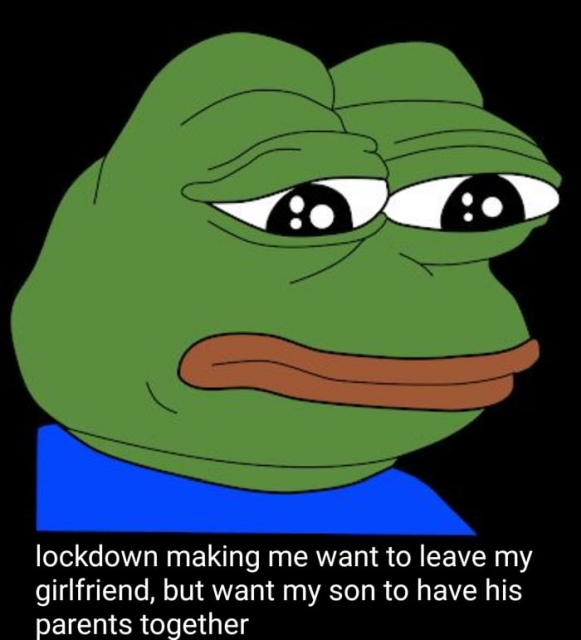 lockdown making me want to leave my
girlfriend, but want my son to have his
parents together